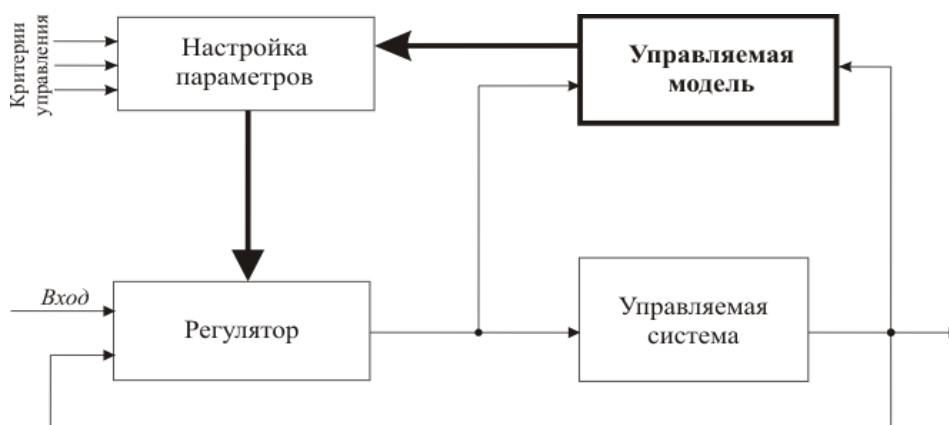 Критерии
управления
Настройка
параметров
Управляемая
модель
Вход
Регулятор
Управляемая
система